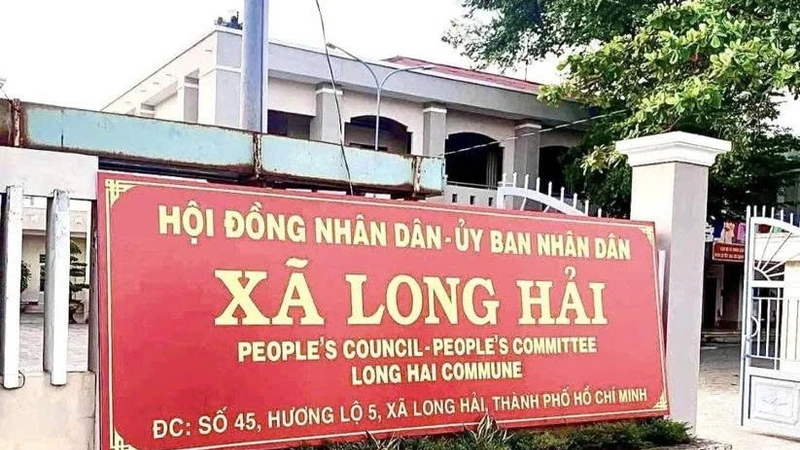 HỘI ĐỒNG NHÂN DÂN - ỦY BAN NHÂN DÂN
XÃ LONG HẢI
PEOPLE'S COUNCIL - PEOPLE'S COMMITTEE
LONG HAI COMMUNE
ĐC: SỐ 45, HƯƠNG LỘ 5, XÃ LONG HẢI, THÀNH PHỐ HỒ CHÍ MINH